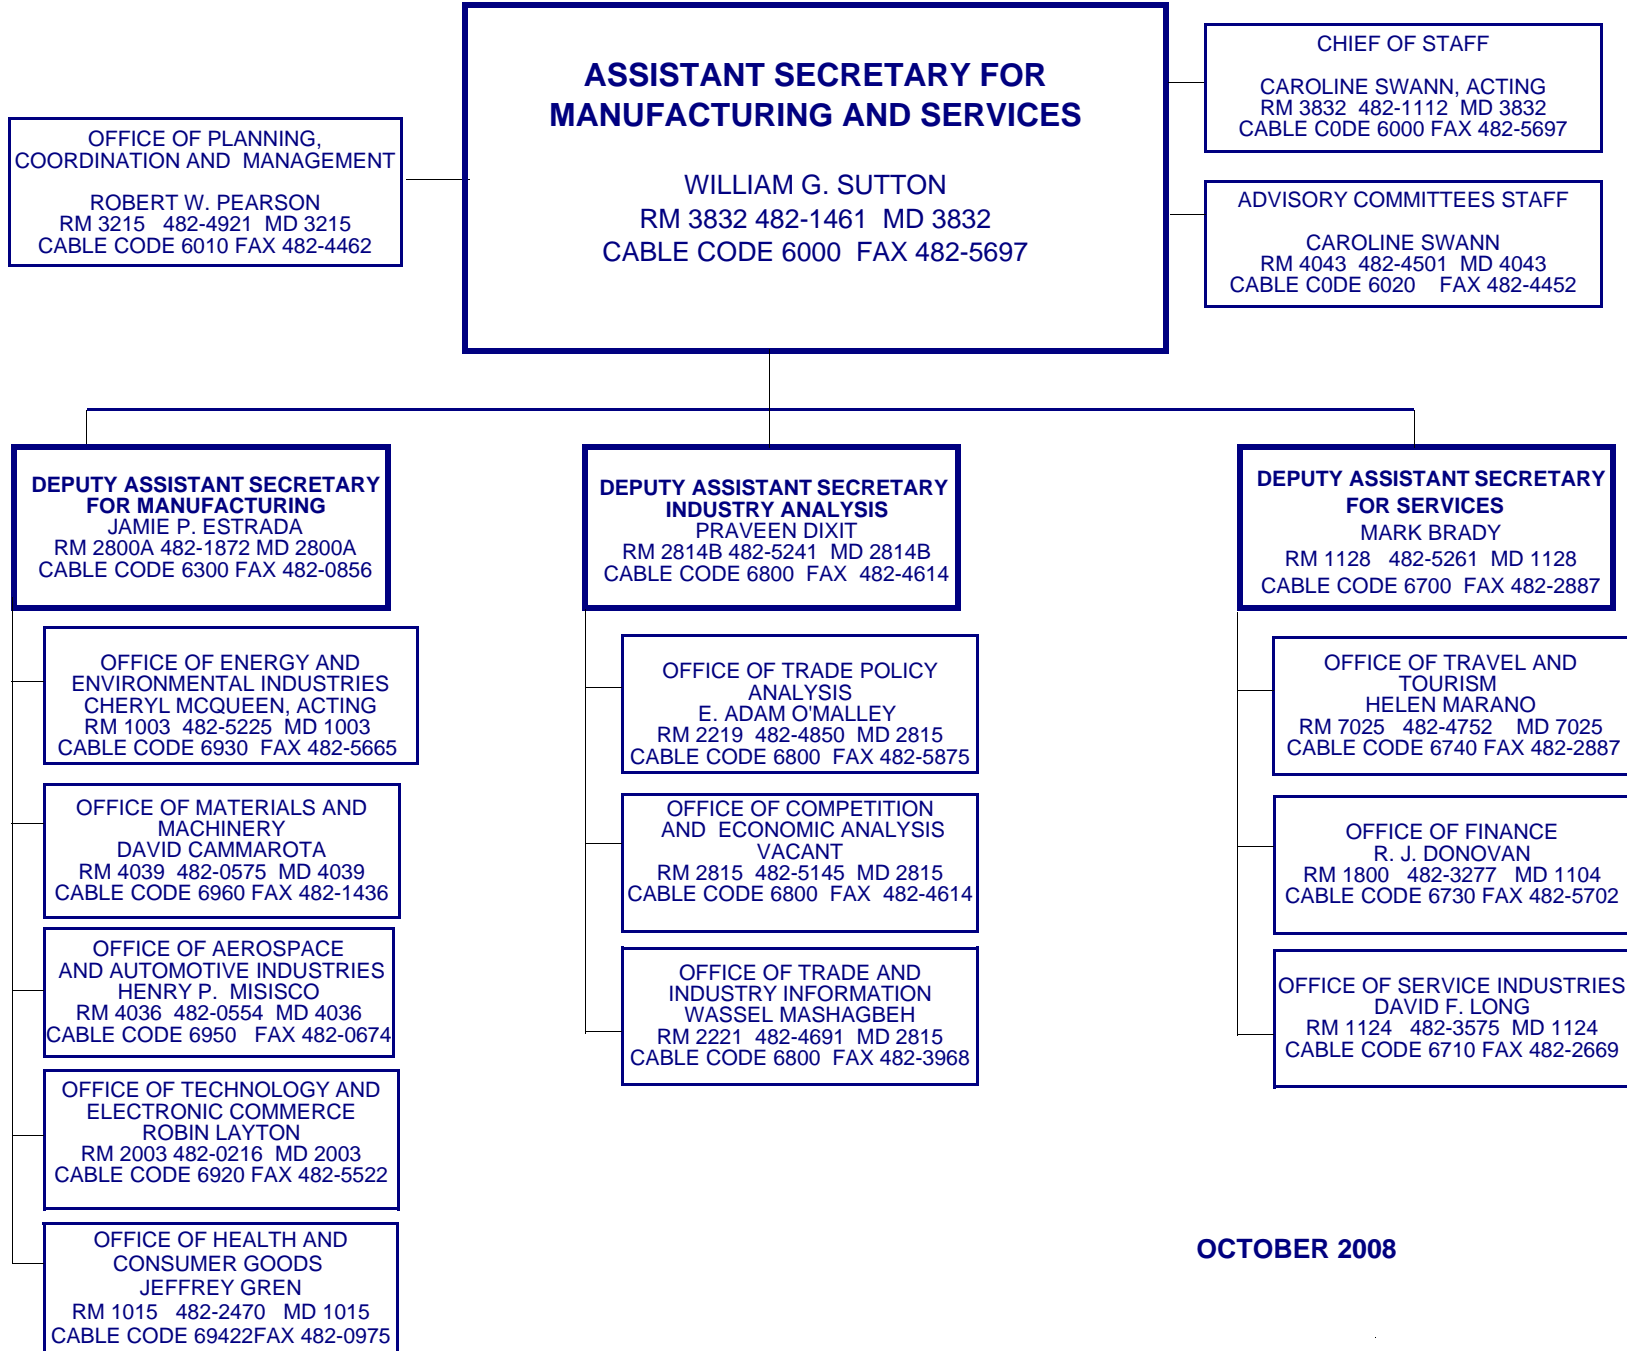 ASSISTANT SECRETARY FOR
MANUFACTURING AND SERVICES
WILLIAM G. SUTTON
RM 3832 482-1461 MD 3832
CABLE CODE 6000 FAX 482-5697
OFFICE OF PLANNING,
COORDINATION AND MANAGEMENT
ROBERT W. PEARSON
RM 3215 482-4921 MD 3215
CABLE CODE 6010 FAX 482-4462
CHIEF OF STAFF
CAROLINE SWANN, ACTING
RM 3832 482-1112 MD 3832
CABLE C0DE 6000 FAX 482-5697
ADVISORY COMMITTEES STAFF
CAROLINE SWANN
RM 4043 482-4501 MD 4043
CABLE C0DE 6020 FAX 482-4452
DEPUTY ASSISTANT SECRETARY
FOR MANUFACTURING
JAMIE P. ESTRADA
RM 2800A 482-1872 MD 2800A
CABLE CODE 6300 FAX 482-0856
OFFICE OF ENERGY AND
ENVIRONMENTAL INDUSTRIES
CHERYL MCQUEEN, ACTING
RM 1003 482-5225 MD 1003
CABLE CODE 6930 FAX 482-5665
OFFICE OF MATERIALS AND
MACHINERY
DAVID CAMMAROTA
RM 4039 482-0575 MD 4039
CABLE CODE 6960 FAX 482-1436
OFFICE OF AEROSPACE
AND AUTOMOTIVE INDUSTRIES
HENRY P. MISISCO
RM 4036 482-0554 MD 4036
CABLE CODE 6950 FAX 482-0674
OFFICE OF TECHNOLOGY AND
ELECTRONIC COMMERCE
ROBIN LAYTON
RM 2003 482-0216 MD 2003
CABLE CODE 6920 FAX 482-5522
OFFICE OF HEALTH AND
CONSUMER GOODS
JEFFREY GREN
RM 1015 482-2470 MD 1015
CABLE CODE 69422FAX 482-0975
DEPUTY ASSISTANT SECRETARY
INDUSTRY ANALYSIS
PRAVEEN DIXIT
RM 2814B 482-5241 MD 2814B
CABLE CODE 6800 FAX 482-4614
OFFICE OF TRADE POLICY
ANALYSIS
E. ADAM O'MALLEY
RM 2219 482-4850 MD 2815
CABLE CODE 6800 FAX 482-5875
OFFICE OF COMPETITION
AND ECONOMIC ANALYSIS
VACANT
RM 2815 482-5145 MD 2815
CABLE CODE 6800 FAX 482-4614
OFFICE OF TRADE AND
INDUSTRY INFORMATION
WASSEL MASHAGBEH
RM 2221 482-4691 MD 2815
CABLE CODE 6800 FAX 482-3968
DEPUTY ASSISTANT SECRETARY
FOR SERVICES
MARK BRADY
RM 1128 482-5261 MD 1128
CABLE CODE 6700 FAX 482-2887
OFFICE OF TRAVEL AND
TOURISM
HELEN MARANO
RM 7025 482-4752 MD 7025
CABLE CODE 6740 FAX 482-2887
OFFICE OF FINANCE
R. J. DONOVAN
RM 1800 482-3277 MD 1104
CABLE CODE 6730 FAX 482-5702
OFFICE OF SERVICE INDUSTRIES
DAVID F. LONG
RM 1124 482-3575 MD 1124
CABLE CODE 6710 FAX 482-2669
OCTOBER 2008